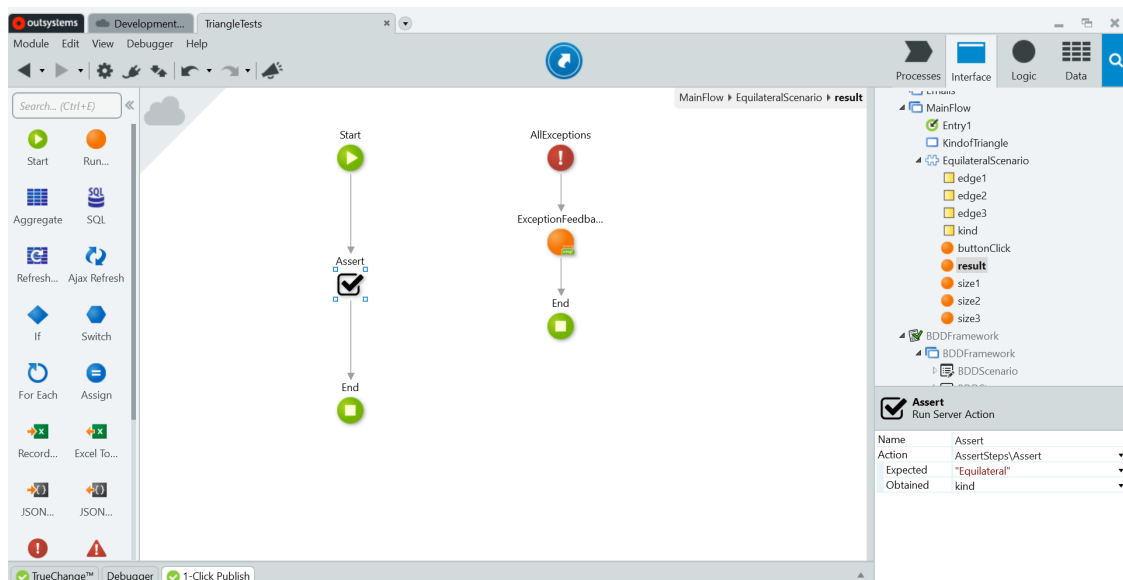 outsystems
Development...
TriangleTests
Module Edit View Debugger Help
Processes
Interface
Logic
Data
Search... (Ctrl+E)
MainFlow
EquilateralScenario
result
Start
Run...
Aggregate
SQL
SQL
Refresh...
Ajax Refresh
If
Switch
For Each
Assign
Record...
Excel To...
JSON...
JSON...
Start
Assert
End
AllExceptions
ExceptionFeedba...
End
Emails
MainFlow
Entry1
KindofTriangle
EquilateralScenario
edge1
edge2
edge3
kind
buttonClick
result
size1
size2
size3
BDDFramework
BDDFramework
BDDScenario
Assert
Run Server Action
Name Assert
Action AssertSteps\Assert
Expected "Equilateral"
Obtained kind
TrueChange™
Debugger
1-Click Publish